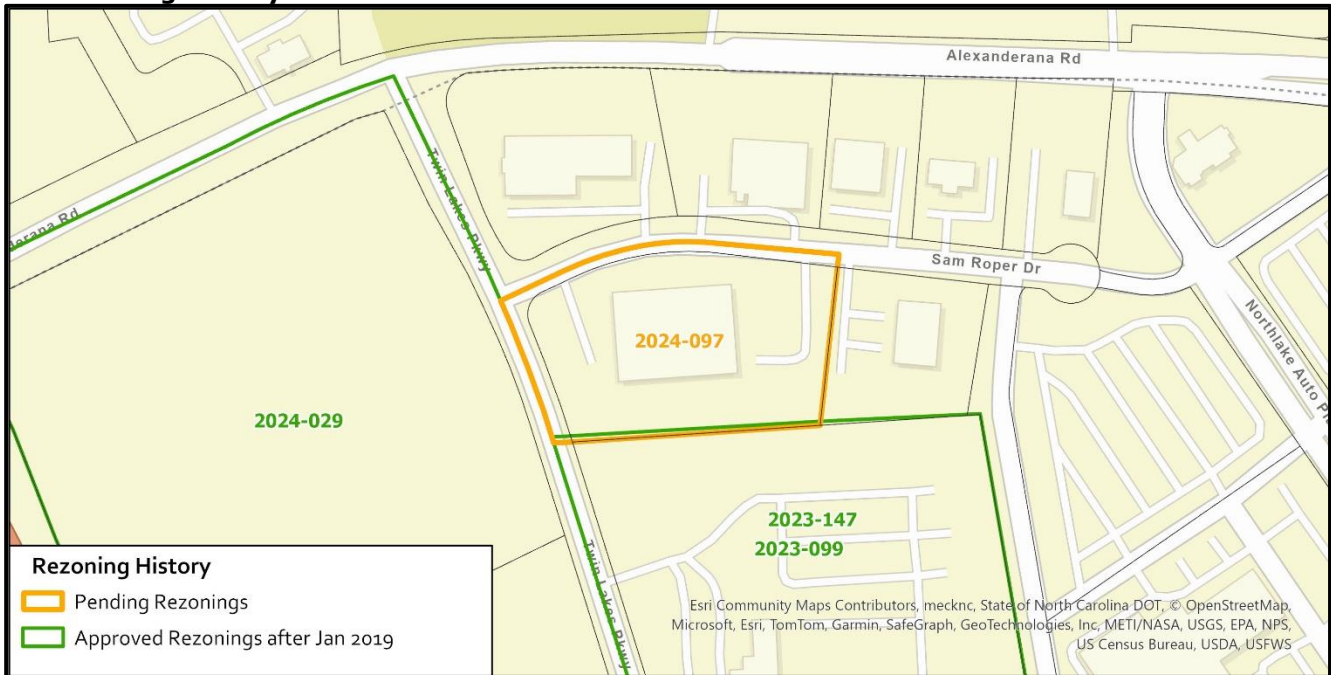 Alexanderana Rd
Twin Lakes Pkwy
Sam Roper Dr
2024-097
2024-029
2023-147
2023-099
Twin Lakes Pkwy
Rezoning History
Pending Rezonings
Approved Rezonings after Jan 2019
Esri Community Maps Contributors, mecknc, State of North Carolina DOT, © OpenStreetMap,
Microsoft, Esri, TomTom, Garmin, SafeGraph, GeoTechnologies, Inc, METI/NASA, USGS, EPA, NPS,
US Census Bureau, USDA, USFWS
Northlake Auto